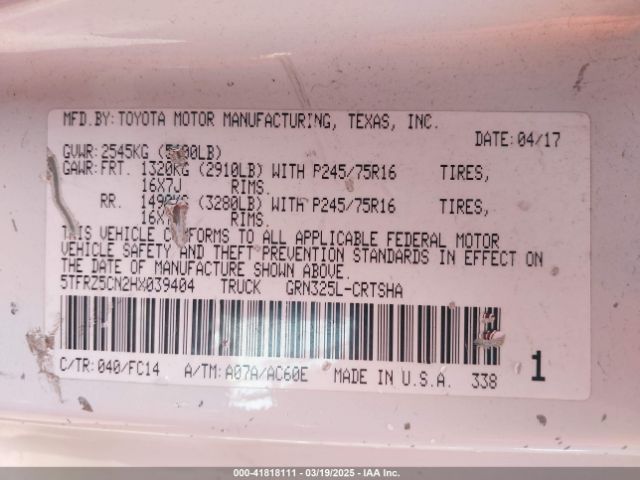 MFD.BY: TOYOTA MOTOR MANUFACTURING, TEXAS, INC.
DATE: 04/17
GVWR: 2545KG
GAWR: FRT. 1320KG (2910LB) WITH P245/75R16 TIRES,
16X7J RIMS.
RR. (3280LB) WITH P245/75R16 TIRES,
RIMS.
THIS VEHICLE CONFORMS TO ALL APPLICABLE FEDERAL MOTOR
VEHICLE SAFETY AND THEFT PREVENTION STANDARDS IN EFFECT ON
THE DATE OF MANUFACTURE SHOWN ABOVE.
5TFRZ5CN2HX039404 TRUCK GRN325L-CRTSHA
C/TR: 040/FC14 A/TM: A07A/AC60E MADE IN U.S.A. 338 1
000-41818111 — 03/19/2025 — IAA Inc.